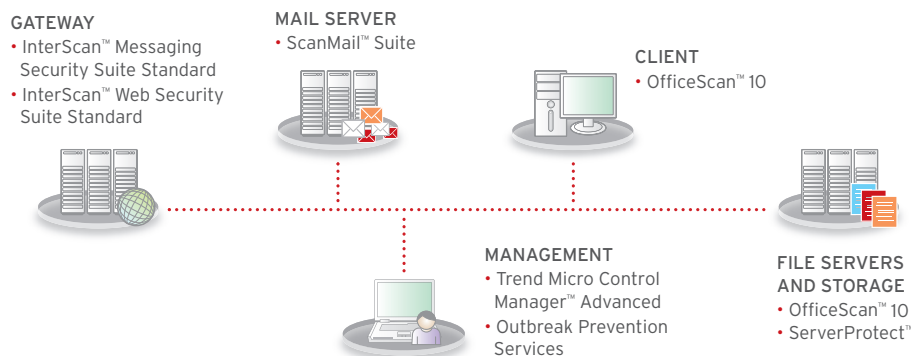 GATEWAY
• InterScan™ Messaging
Security Suite Standard
• InterScan™ Web Security
Suite Standard
MAIL SERVER
• ScanMail™ Suite
CLIENT
• OfficeScan™ 10
MANAGEMENT
• Trend Micro Control
Manager™ Advanced
• Outbreak Prevention
Services
FILE SERVERS
AND STORAGE
• OfficeScan™ 10
• ServerProtect™